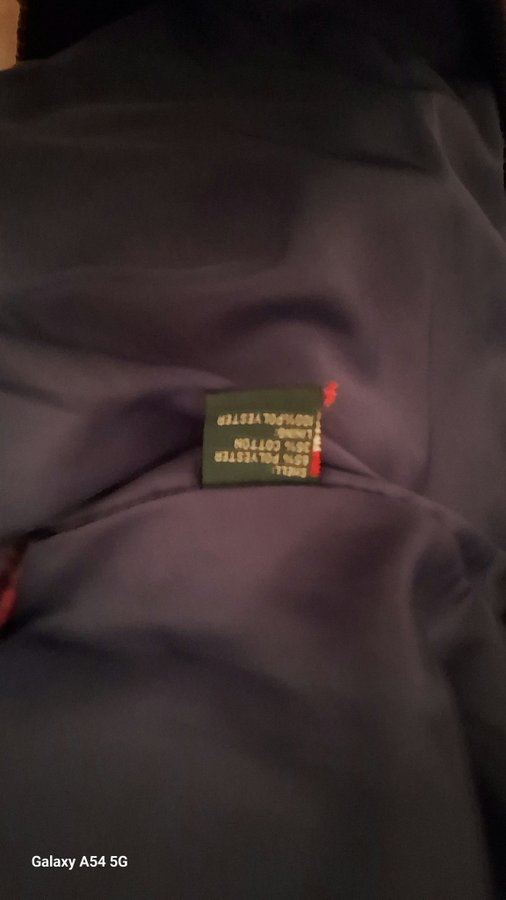 SHELL:
65% POLYESTER
35% COTTON
LINING:
100%POLYESTER
Galaxy A54 5G